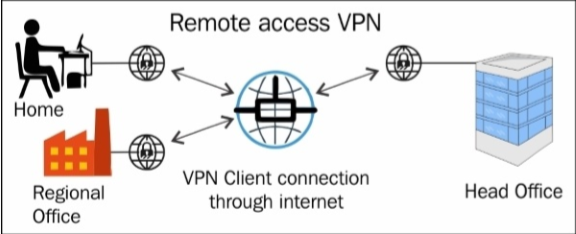 Remote access VPN
Home
Regional
Office
VPN Client connection
through internet
Head Office